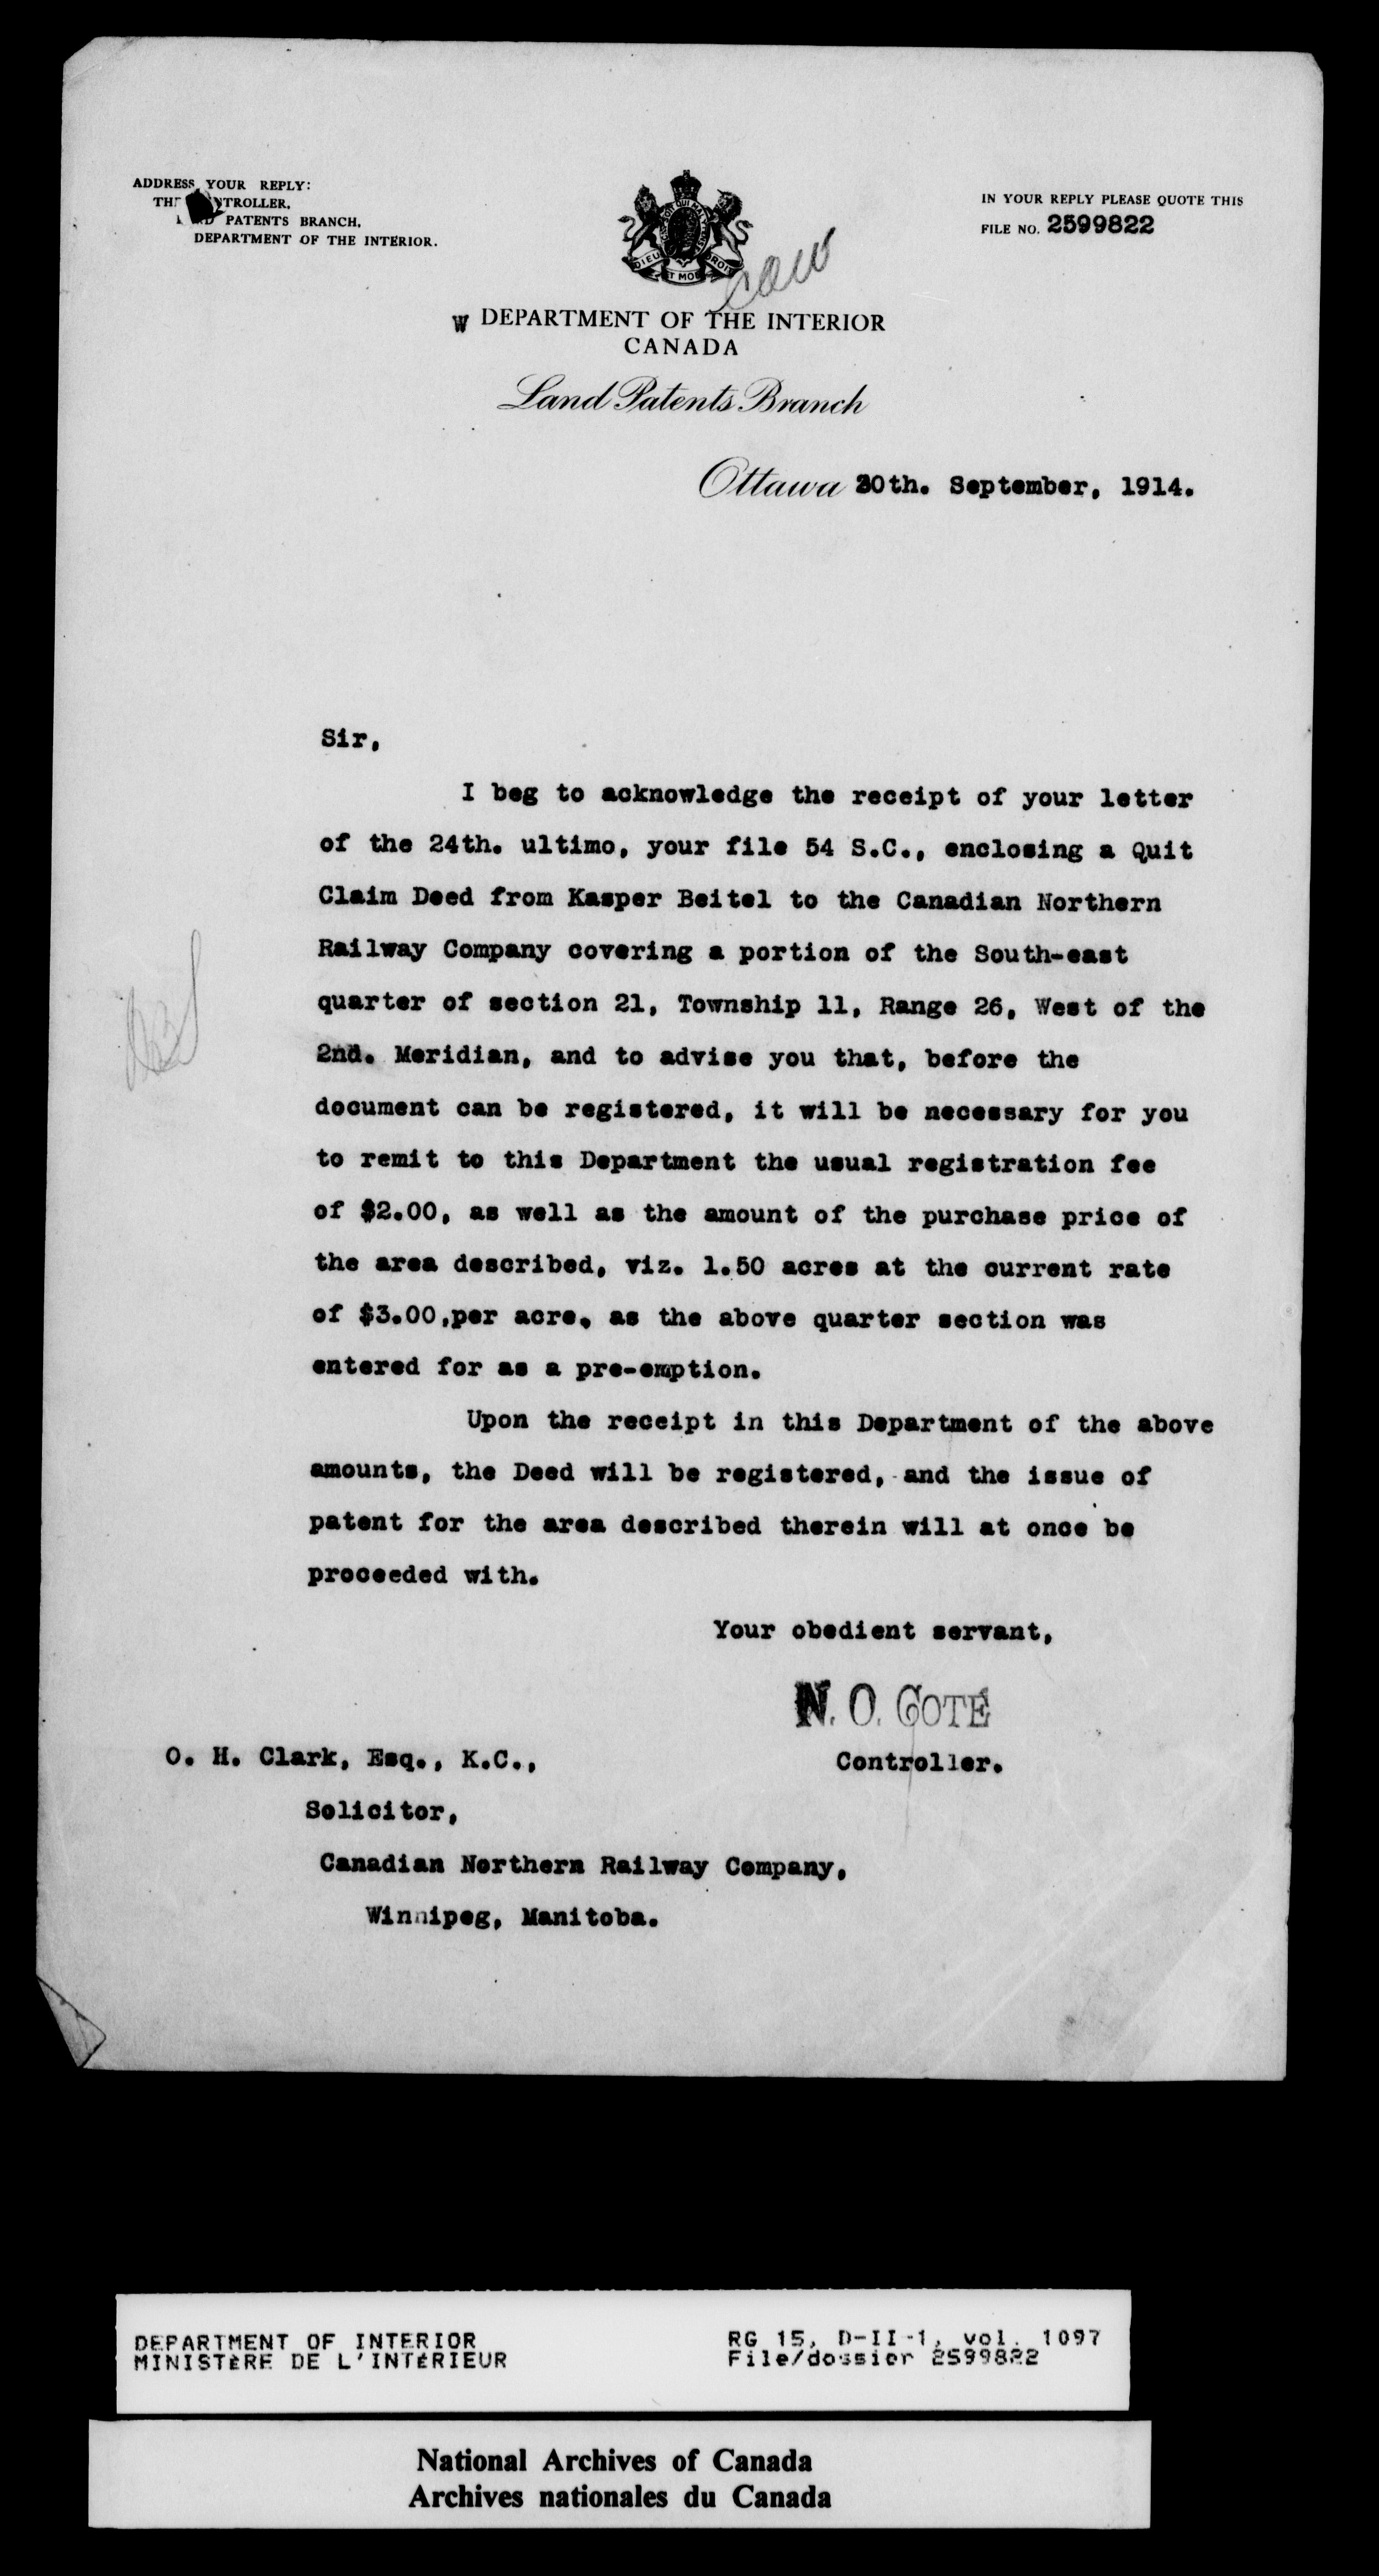 ADDRESS YOUR REPLY:
CONTROLLER,
PATENTS BRANCH,
DEPARTMENT OF THE INTERIOR.
IN YOUR REPLY PLEASE QUOTE THIS
FILE NO. 2599822
W DEPARTMENT OF THE INTERIOR
CANADA
Land Patents Branch
Ottawa 30th. September, 1914.
Sir,
I beg to acknowledge the receipt of your letter
of the 24th. ultimo, your file 54 S.C., enclosing a Quit
Claim Deed from Kasper Beitel to the Canadian Northern
Railway Company covering a portion of the South-east
quarter of section 21, Township 11, Range 26, West of the
2nd. Meridian, and to advise you that, before the
document can be registered, it will be necessary for you
to remit to this Department the usual registration fee
of $2.00, as well as the amount of the purchase price of
the area described, viz. 1.50 acres at the current rate
of $3.00,per acre, as the above quarter section was
entered for as a pre-emption.
Upon the receipt in this Department of the above
amounts, the Deed will be registered, and the issue of
patent for the area described therein will at once be
proceeded with.
Your obedient servant,
N. O. COTÉ
Controller.
O. H. Clark, Esq., K.C.,
Solicitor,
Canadian Northern Railway Company,
Winnipeg, Manitoba.
DEPARTMENT OF INTERIOR
MINISTÈRE DE L'INTÉRIEUR
RG 15, D-II-1, vol. 1097
File/dossier 2599822
National Archives of Canada
Archives nationales du Canada